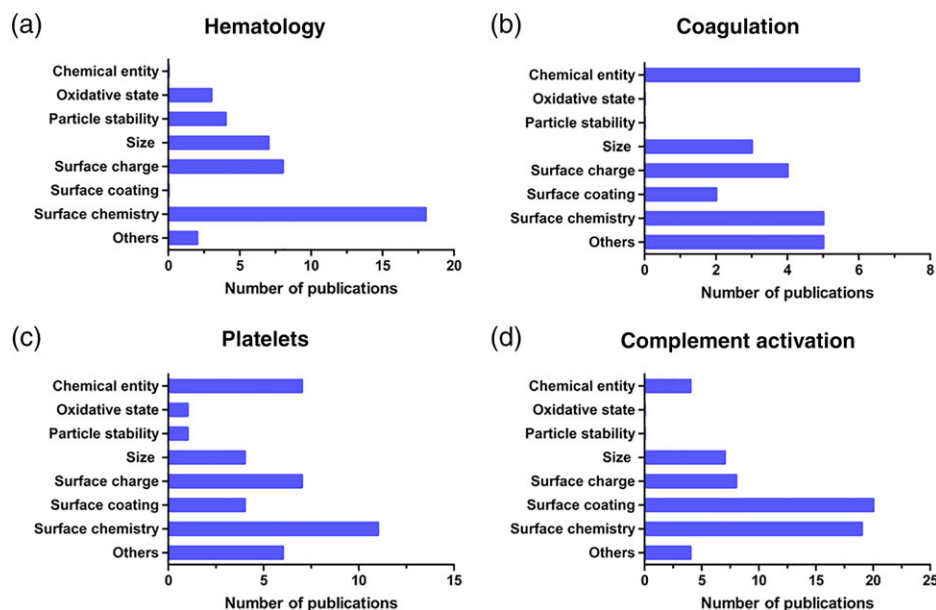 (a)
Hematology
Chemical entity
Oxidative state
Particle stability
Size
Surface charge
Surface coating
Surface chemistry
Others
0 5 10 15 20
Number of publications
(b)
Coagulation
Chemical entity
Oxidative state
Particle stability
Size
Surface charge
Surface coating
Surface chemistry
Others
0 2 4 6 8
Number of publications
(c)
Platelets
Chemical entity
Oxidative state
Particle stability
Size
Surface charge
Surface coating
Surface chemistry
Others
0 5 10 15
Number of publications
(d)
Complement activation
Chemical entity
Oxidative state
Particle stability
Size
Surface charge
Surface coating
Surface chemistry
Others
0 5 10 15 20 25
Number of publications